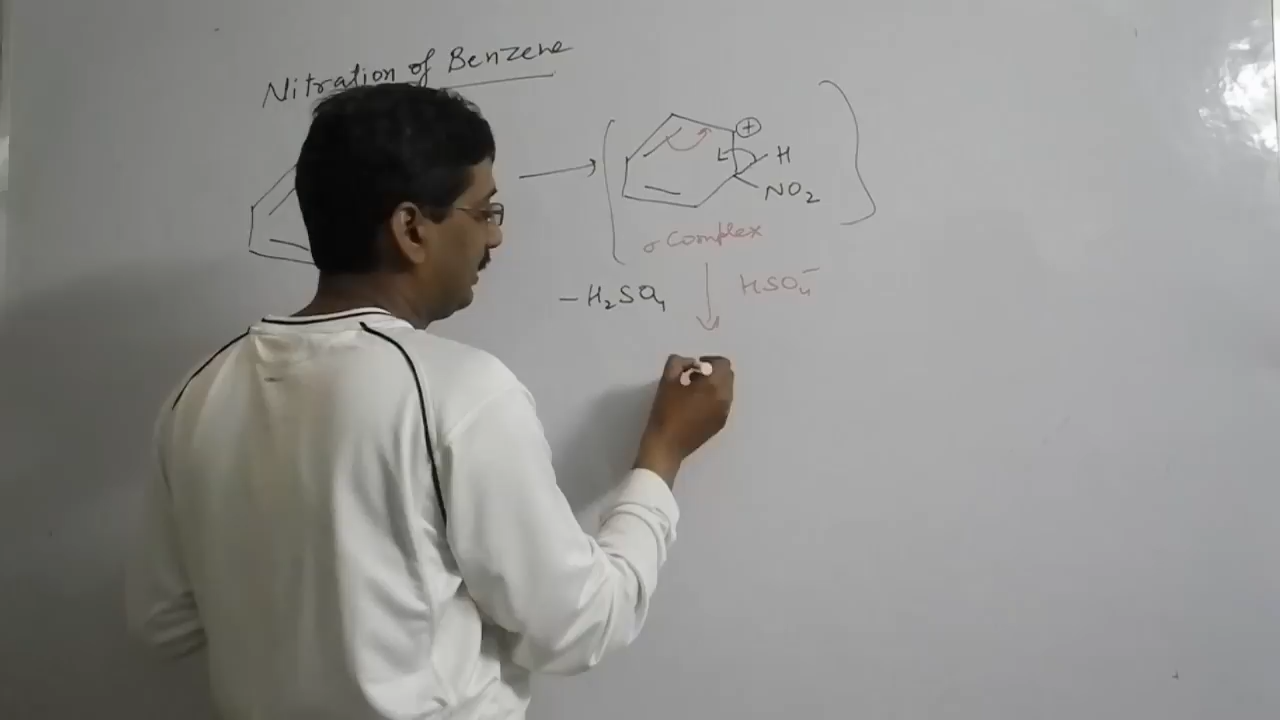 Nitration of Benzene
⊕
H
NO₂
σ Complex
HSO₄⁻
– H₂SO₄